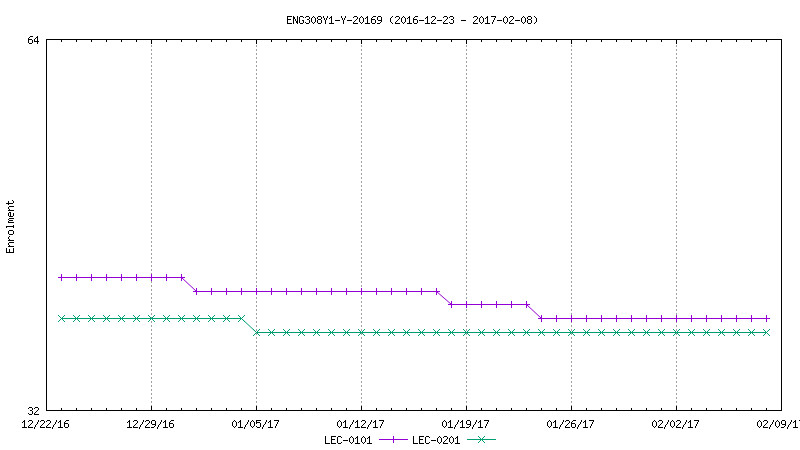 ENG308Y1-Y-20169 (2016-12-23 - 2017-02-08)
64
Enrolment
32
12/22/16 12/29/16 01/05/17 01/12/17 01/19/17 01/26/17 02/02/17 02/09/1
LEC-0101 LEC-0201